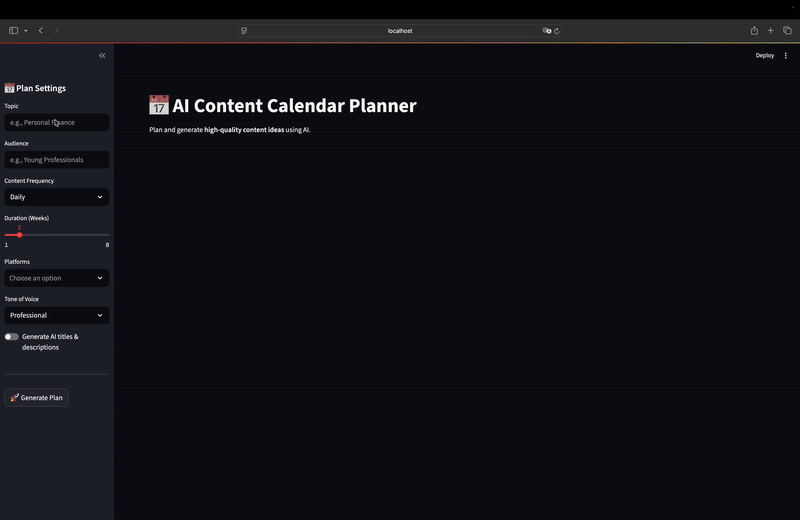 localhost
Deploy
📅 Plan Settings
Topic
e.g., Personal Finance
Audience
e.g., Young Professionals
Content Frequency
Daily
Duration (Weeks)
2
1 8
Platforms
Choose an option
Tone of Voice
Professional
Generate AI titles &
descriptions
🚀 Generate Plan
📅 AI Content Calendar Planner
Plan and generate high-quality content ideas using AI.